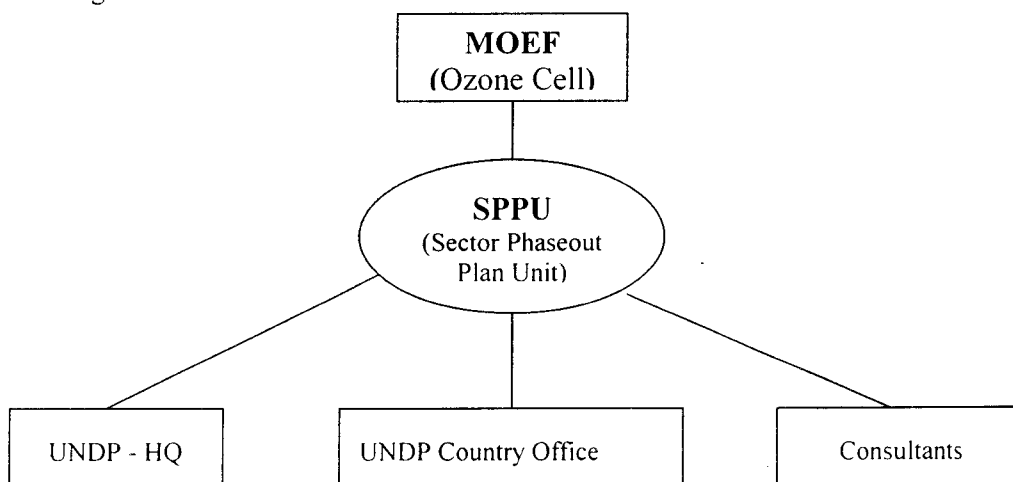 MOEF
(Ozone Cell)
SPPU
(Sector Phaseout
Plan Unit)
UNDP - HQ
UNDP Country Office
Consultants